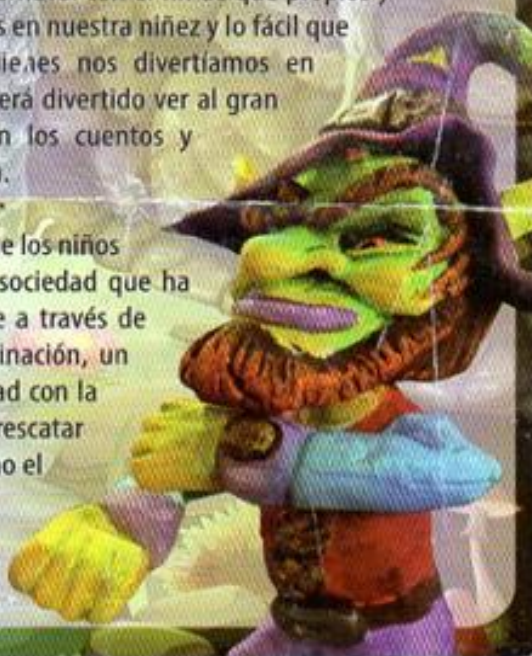 s en nuestra niñez y lo fácil que
nos divertíamos en
erá divertido ver al gran
n los cuentos y
e los niños
sociedad que ha
e a través de
inación, un
ad con la
rescatar
o el